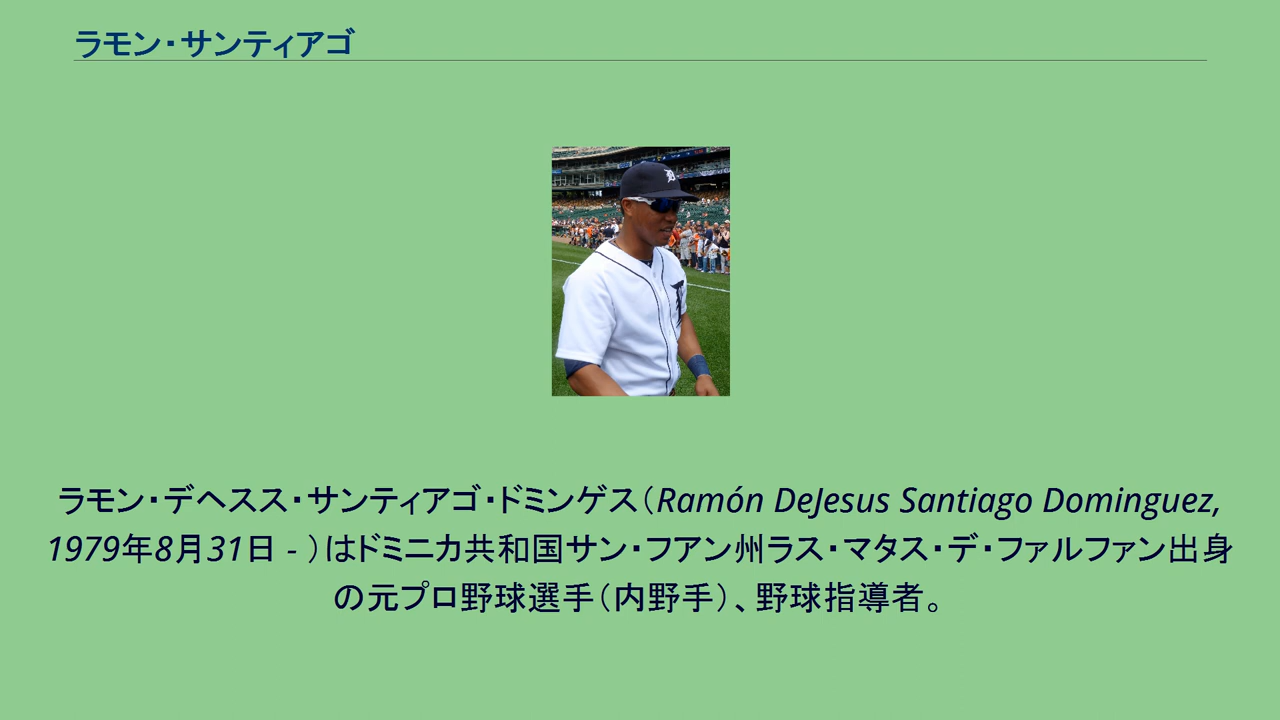 ラモン・サンティアゴ
ラモン・デヘスス・サンティアゴ・ドミンゲス（Ramón DeJesus Santiago Dominguez,
1979年8月31日 - ）はドミニカ共和国サン・フアン州ラス・マタス・デ・ファルファン出身
の元プロ野球選手（内野手）、野球指導者。